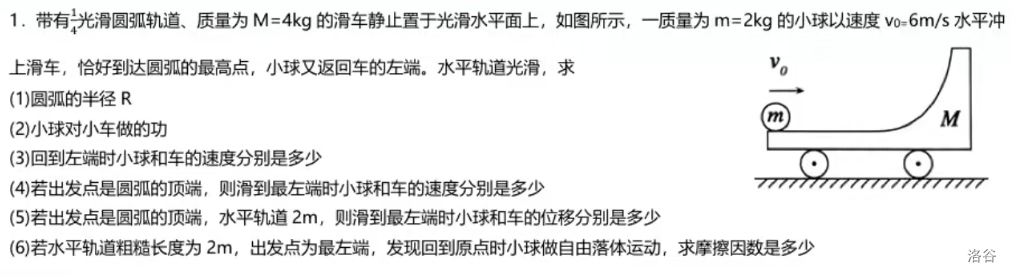 1. 带有1/4光滑圆弧轨道、质量为 M=4kg 的滑车静止置于光滑水平面上，如图所示，一质量为 m=2kg 的小球以速度 v₀=6m/s 水平冲
上滑车，恰好到达圆弧的最高点，小球又返回车的左端。水平轨道光滑，求
(1)圆弧的半径 R
(2)小球对小车做的功
(3)回到左端时小球和车的速度分别是多少
(4)若出发点是圆弧的顶端，则滑到最左端时小球和车的速度分别是多少
(5)若出发点是圆弧的顶端，水平轨道 2m，则滑到最左端时小球和车的位移分别是多少
(6)若水平轨道粗糙长度为 2m，出发点为最左端，发现回到原点时小球做自由落体运动，求摩擦因数是多少
v₀
m
M
洛谷